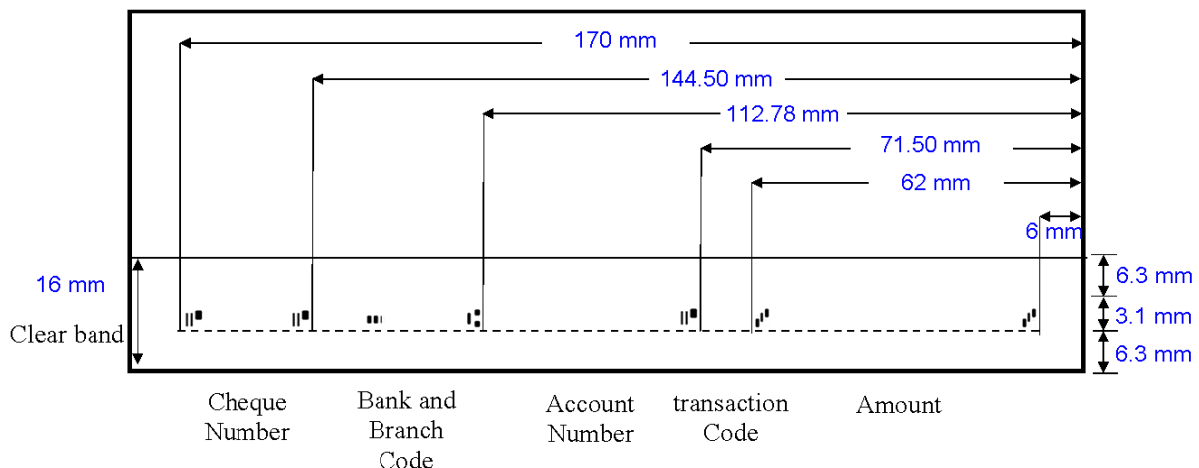 170 mm
144.50 mm
112.78 mm
71.50 mm
62 mm
6 mm
16 mm
Clear band
6.3 mm
3.1 mm
6.3 mm
Cheque
Number
Bank and
Branch
Code
Account
Number
transaction
Code
Amount